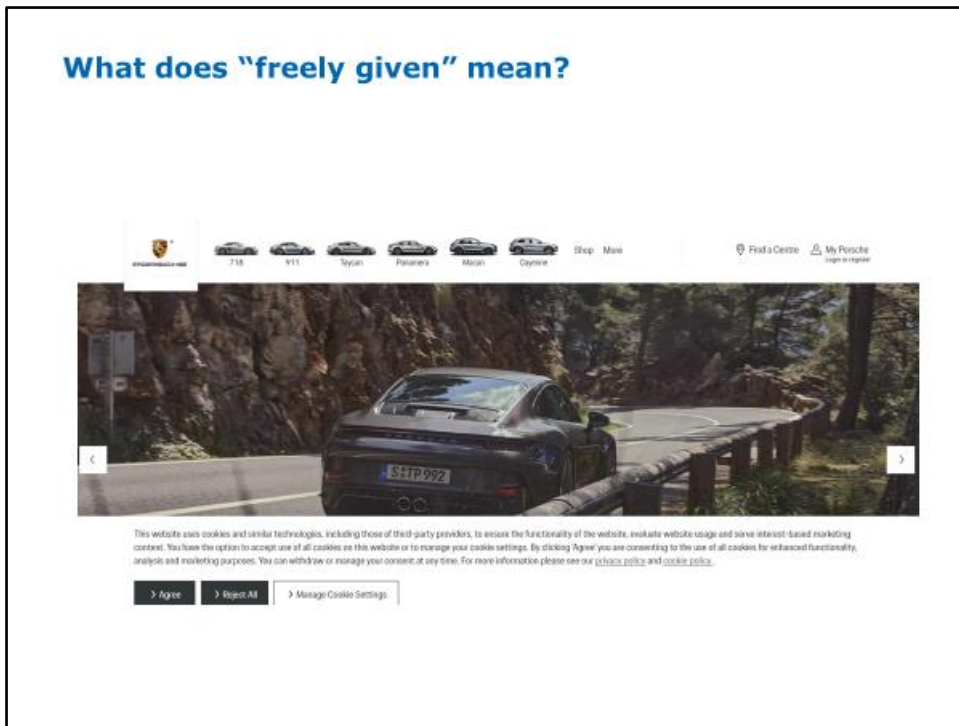 What does “freely given” mean?
718
911
Taycan
Panamera
Macan
Cayenne
Shop More
Find a Centre
My Porsche
Login or register
PORSCHE
S:TP 992
This website uses cookies and similar technologies, including those of third-party providers, to ensure the functionality of the website, evaluate website usage and serve interest-based marketing
content. You have the option to accept use of all cookies on this website or to manage your cookie settings. By clicking 'Agree' you are consenting to the use of all cookies for enhanced functionality,
analysis and marketing purposes. You can withdraw or manage your consent at any time. For more information please see our privacy policy and cookie policy.
Agree
Reject All
Manage Cookie Settings